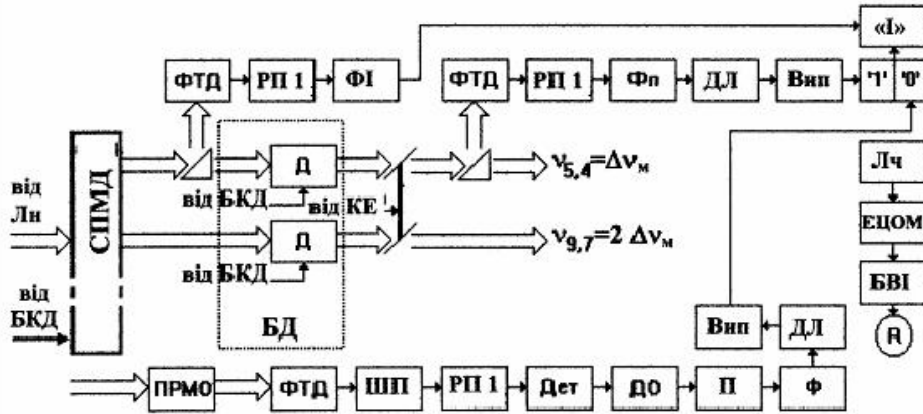 «І»
ФТД РП 1 ФІ ФТД РП 1 Фп ДЛ Вип '1' '0'
Д
ν5,4=Δνм
від БКД
від КЕ
Лч
від Лн
СПМД
ЕЦОМ
Д
ν9,7=2 Δνм
від БКД
БВІ
від БКД
БД
Вип ДЛ
R
ПРМО ФТД ШП РП 1 Дет ДО П Ф